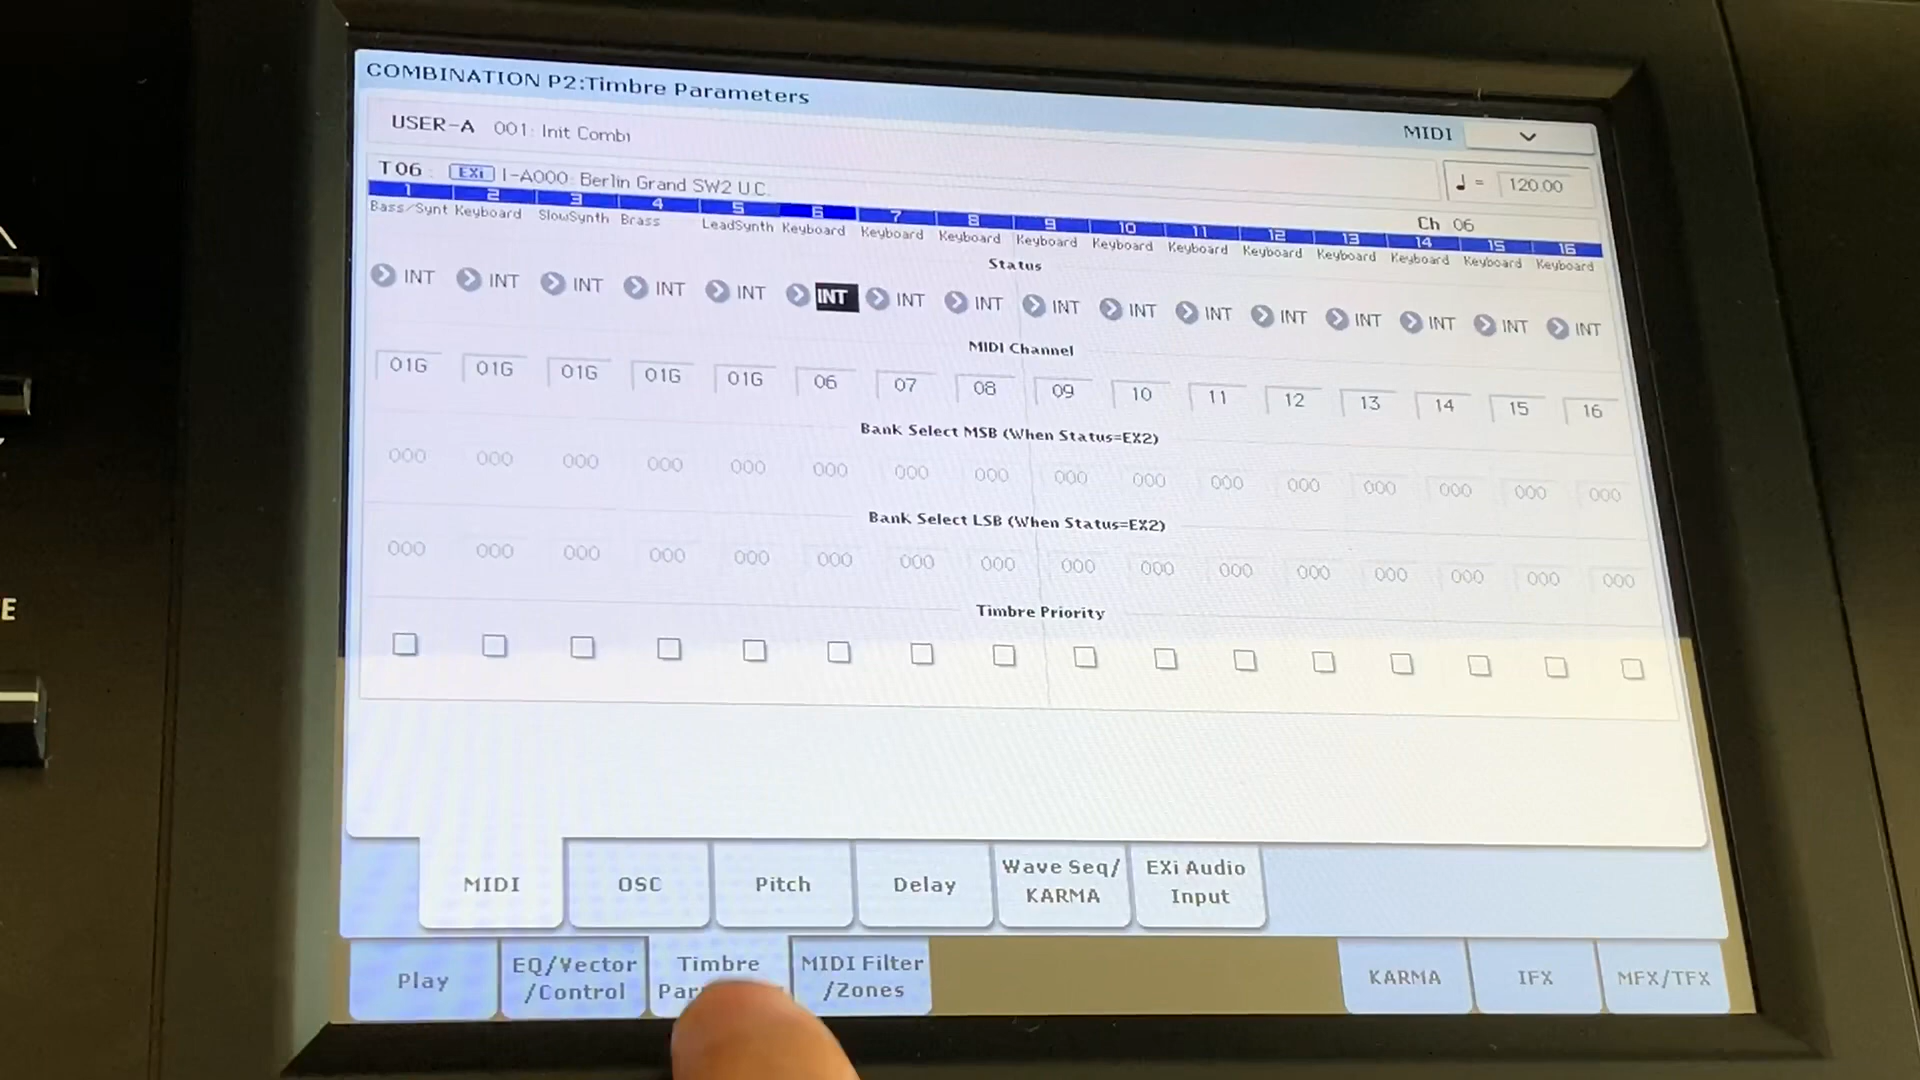 COMBINATION P2:Timbre Parameters
USER-A 001: Init Combi
MIDI
T06 : EXi I-A000: Berlin Grand SW2 U.C.
♩ = 120.00
Ch 06
1 2 3 4 5 6 7 8 9 10 11 12 13 14 15 16
Bass/Synt Keyboard SlowSynth Brass LeadSynth Keyboard Keyboard Keyboard Keyboard Keyboard Keyboard Keyboard Keyboard Keyboard Keyboard Keyboard
Status
INT INT INT INT INT INT INT INT INT INT INT INT INT INT INT INT
MIDI Channel
01G 01G 01G 01G 01G 06 07 08 09 10 11 12 13 14 15 16
Bank Select MSB (When Status=EX2)
000 000 000 000 000 000 000 000 000 000 000 000 000 000 000 000
Bank Select LSB (When Status=EX2)
000 000 000 000 000 000 000 000 000 000 000 000 000 000 000 000
Timbre Priority
MIDI
OSC
Pitch
Delay
Wave Seq/
KARMA
EXi Audio
Input
Play
EQ/Vector
/Control
Timbre
Par
MIDI Filter
/Zones
KARMA
IFX
MFX/TFX
E